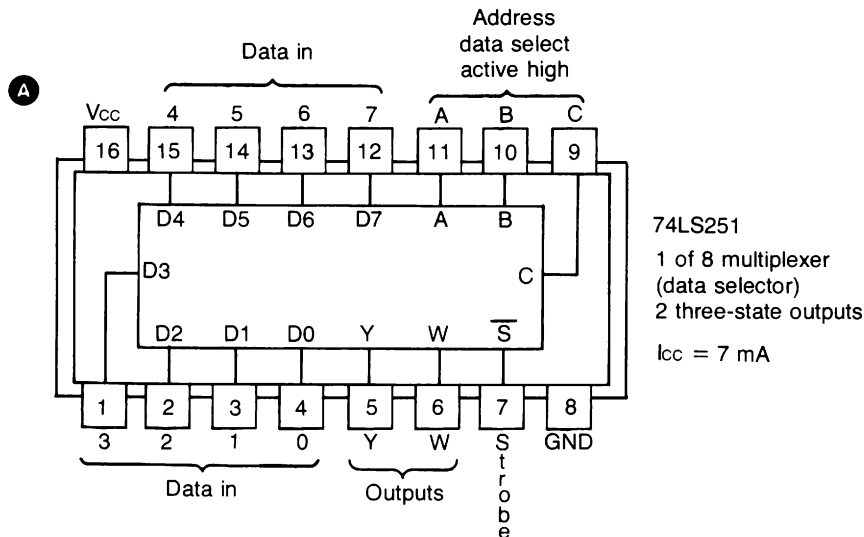 Address
data select
active high
Data in
A
Vcc 4 5 6 7 A B C
16 15 14 13 12 11 10 9
D4 D5 D6 D7 A B
D3 C
D2 D1 D0 Y W S
1 2 3 4 5 6 7 8
3 2 1 0 Y W Strobe GND
Data in
Outputs
74LS251
1 of 8 multiplexer
(data selector)
2 three-state outputs
Icc = 7 mA